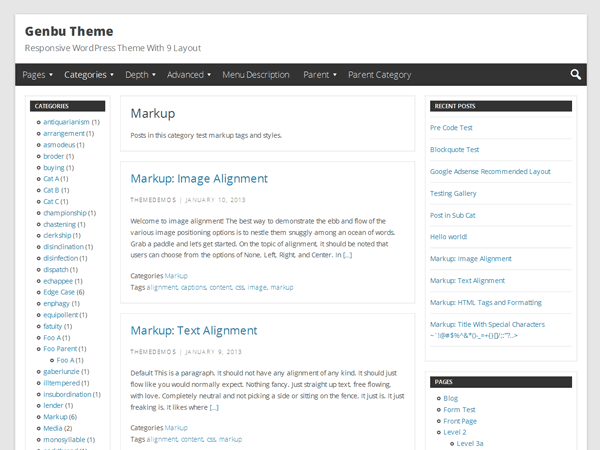 Genbu Theme
Responsive WordPress Theme With 9 Layout
Pages Categories Depth Advanced Menu Description Parent Parent Category
CATEGORIES
antiquarianism (1)
arrangement (1)
asmodeus (1)
broder (1)
buying (1)
Cat A (1)
Cat B (1)
Cat C (1)
championship (1)
chastening (1)
clerkship (1)
disinclination (1)
disinfection (1)
dispatch (1)
echappee (1)
Edge Case (6)
enphagy (1)
equipollent (1)
fatuity (1)
Foo A (1)
Foo Parent (1)
Foo A (1)
gaberlunzie (1)
illtempered (1)
insubordination (1)
lender (1)
Markup (6)
Media (2)
monosyllable (1)
Markup
Posts in this category test markup tags and styles.
Markup: Image Alignment
THEMEDEMOS | JANUARY 10, 2013
Welcome to image alignment! The best way to demonstrate the ebb and flow of the
various image positioning options is to nestle them snuggly among an ocean of words.
Grab a paddle and let's get started. On the topic of alignment, it should be noted that
users can choose from the options of None, Left, Right, and Center. In [...]
Categories Markup
Tags alignment, captions, content, css, image, markup
Markup: Text Alignment
THEMEDEMOS | JANUARY 9, 2013
Default This is a paragraph. It should not have any alignment of any kind. It should just
flow like you would normally expect. Nothing fancy. Just straight up text, free flowing,
with love. Completely neutral and not picking a side or sitting on the fence. It just is. It just
freaking is. It likes where [...]
Categories Markup
Tags alignment, content, css, markup
RECENT POSTS
Pre Code Test
Blockquote Test
Google Adsense Recommended Layout
Testing Gallery
Post in Sub Cat
Hello world!
Markup: Image Alignment
Markup: Text Alignment
Markup: HTML Tags and Formatting
Markup: Title With Special Characters
PAGES
Blog
Form Test
Front Page
Level 2
Level 3a